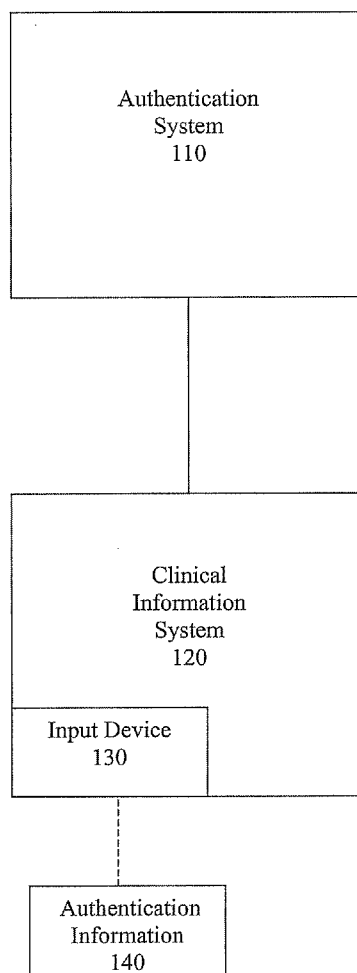 Authentication
System
110
Clinical
Information
System
120
Input Device
130
Authentication
Information
140